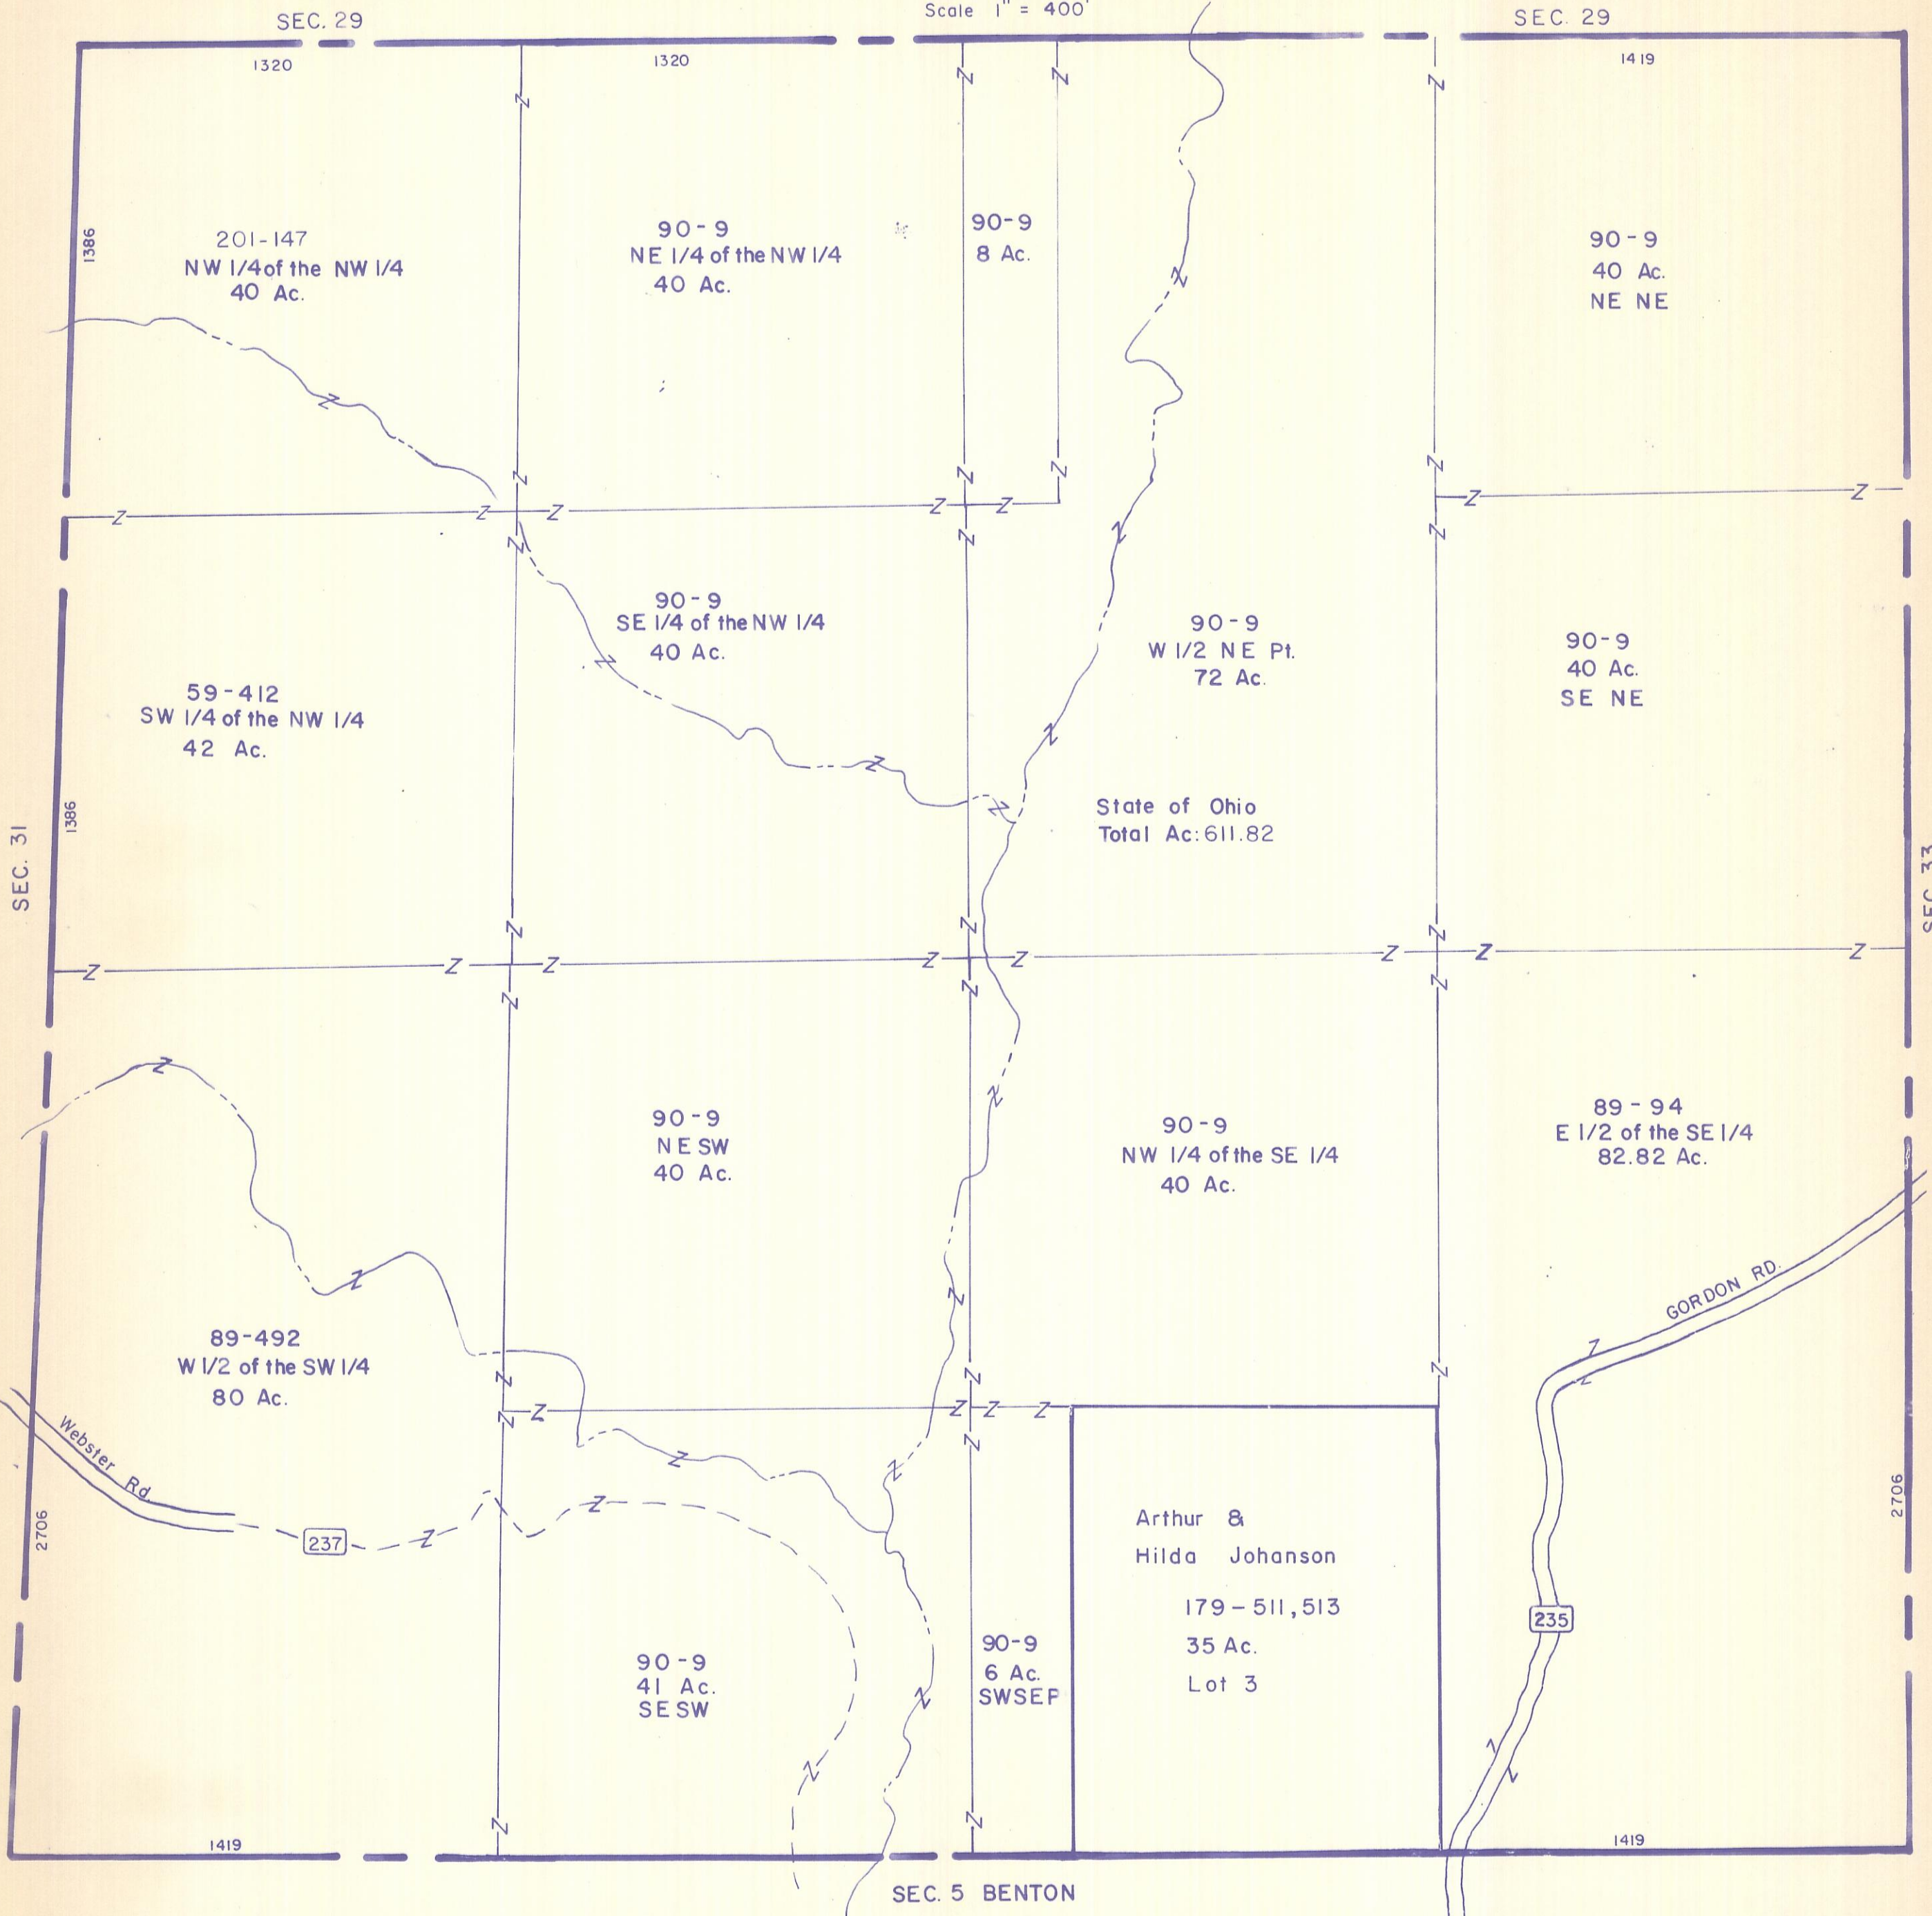 Scale 1" = 400'
SEC. 29
SEC. 29
1320
1320
1419
1386
201-147
NW 1/4 of the NW 1/4
40 Ac.
90-9
NE 1/4 of the NW 1/4
40 Ac.
90-9
8 Ac.
90-9
40 Ac.
NE NE
59-412
SW 1/4 of the NW 1/4
42 Ac.
90-9
SE 1/4 of the NW 1/4
40 Ac.
90-9
W 1/2 NE Pt.
72 Ac.
90-9
40 Ac.
SE NE
State of Ohio
Total Ac: 611.82
1386
SEC. 31
SEC. 33
90-9
NE SW
40 Ac.
90-9
NW 1/4 of the SE 1/4
40 Ac.
89-94
E 1/2 of the SE 1/4
82.82 Ac.
GORDON RD.
89-492
W 1/2 of the SW 1/4
80 Ac.
Webster Rd.
237
2706
2706
Arthur &
Hilda Johanson
179-511,513
35 Ac.
Lot 3
235
90-9
41 Ac.
SE SW
90-9
6 Ac.
SWSEP
1419
1419
SEC. 5 BENTON